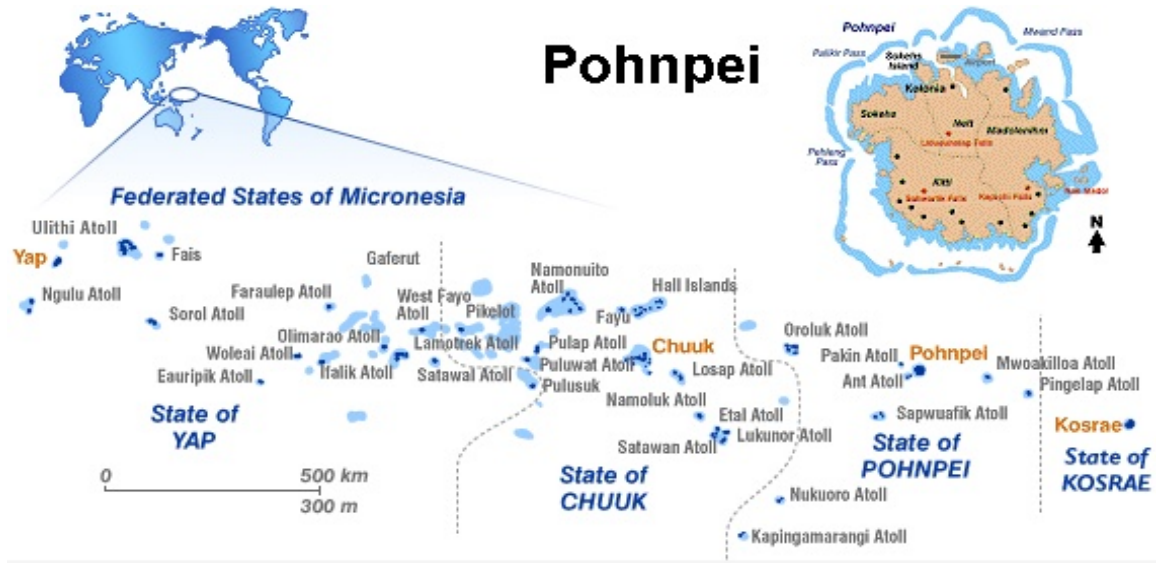 Pohnpei
Pohnpei
Mwand Pass
Palikir Pass
Sokehs
Island
Airport
Kolonia
Sokehs
Nett
Madolenihm
Pehleng
Pass
Kitti
Nan Madol
N
Federated States of Micronesia
Ulithi Atoll
Yap
Fais
Gaferut
Ngulu Atoll
Sorol Atoll
Faraulep Atoll
West Fayo
Atoll
Pikelot
Namonuito
Atoll
Hall Islands
Fayu
Olimarao Atoll
Woleai Atoll
Lamotrek Atoll
Pulap Atoll
Chuuk
Oroluk Atoll
Eauripik Atoll
Ifalik Atoll
Satawal Atoll
Puluwat Atoll
Pulusuk
Losap Atoll
Pakin Atoll
Pohnpei
Ant Atoll
Mwoakilloa Atoll
Pingelap Atoll
Namoluk Atoll
Etal Atoll
Sapwuafik Atoll
Kosrae
Satawan Atoll
Lukunor Atoll
State of
YAP
State of
CHUUK
State of
POHNPEI
State of
KOSRAE
0
500 km
300 m
Nukuoro Atoll
Kapingamarangi Atoll